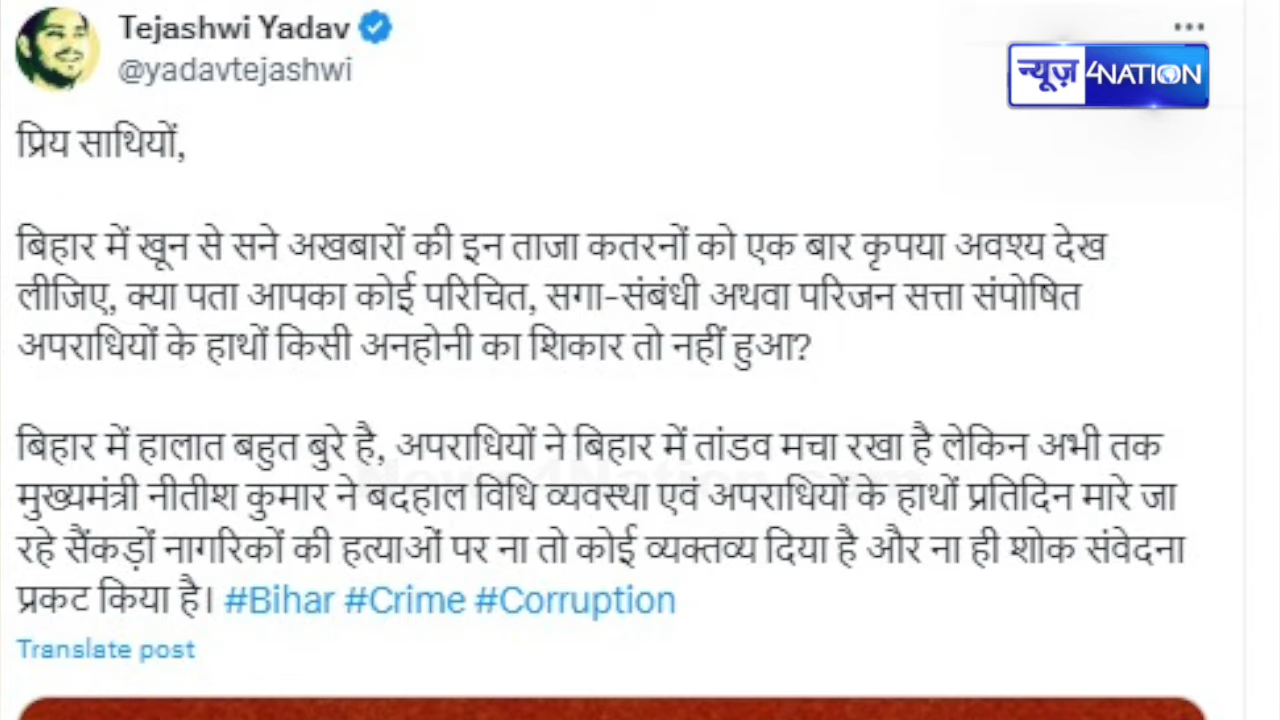 Tejashwi Yadav
@yadavtejashwi
न्यूज़ 4NATION
प्रिय साथियों,
बिहार में खून से सने अखबारों की इन ताजा कतरनों को एक बार कृपया अवश्य देख
लीजिए, क्या पता आपका कोई परिचित, सगा-संबंधी अथवा परिजन सत्ता संपोषित
अपराधियों के हाथों किसी अनहोनी का शिकार तो नहीं हुआ?
बिहार में हालात बहुत बुरे है, अपराधियों ने बिहार में तांडव मचा रखा है लेकिन अभी तक
मुख्यमंत्री नीतीश कुमार ने बदहाल विधि व्यवस्था एवं अपराधियों के हाथों प्रतिदिन मारे जा
रहे सैंकड़ों नागरिकों की हत्याओं पर ना तो कोई व्यक्तव्य दिया है और ना ही शोक संवेदना
प्रकट किया है। #Bihar #Crime #Corruption
Translate post